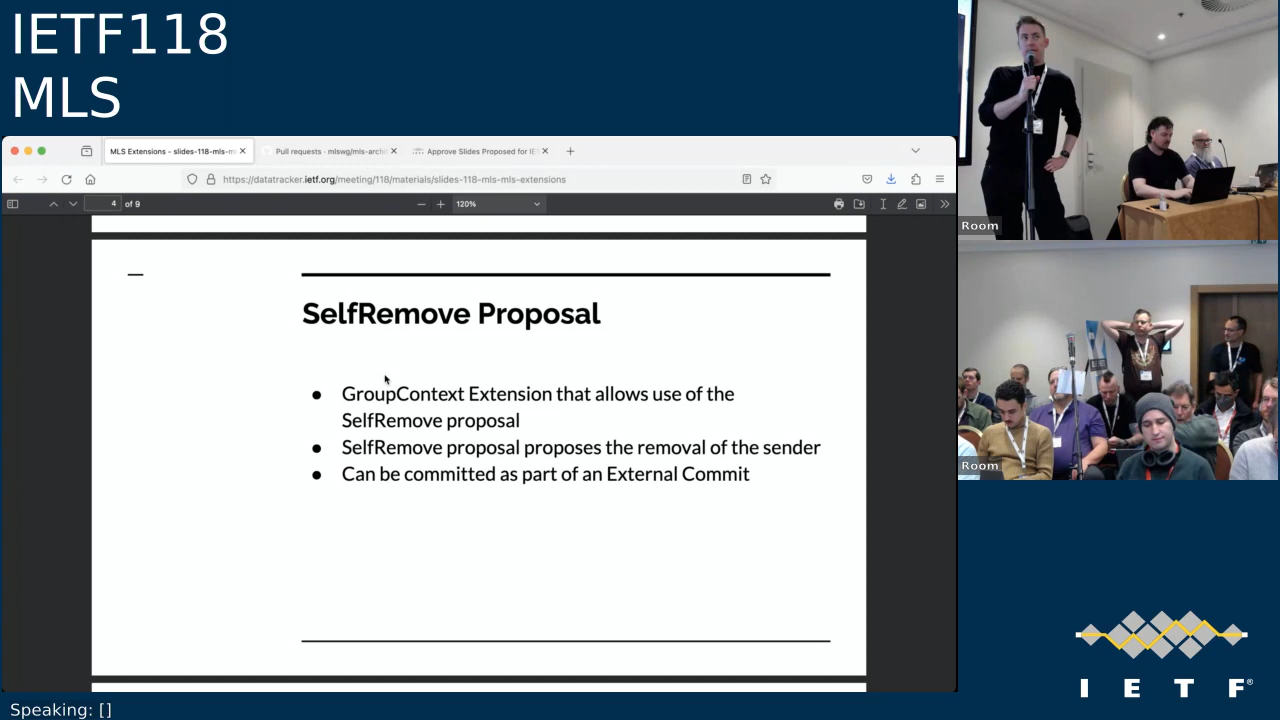 IETF118
MLS
MLS Extensions – slides-118-mls-m
Pull requests · mlswg/mls-archi
Approve Slides Proposed for IE
https://datatracker.ietf.org/meeting/118/materials/slides-118-mls-mls-extensions
4 of 9
120%
SelfRemove Proposal
● GroupContext Extension that allows use of the
SelfRemove proposal
● SelfRemove proposal proposes the removal of the sender
● Can be committed as part of an External Commit
Room
Room
I E T F®
Speaking: []